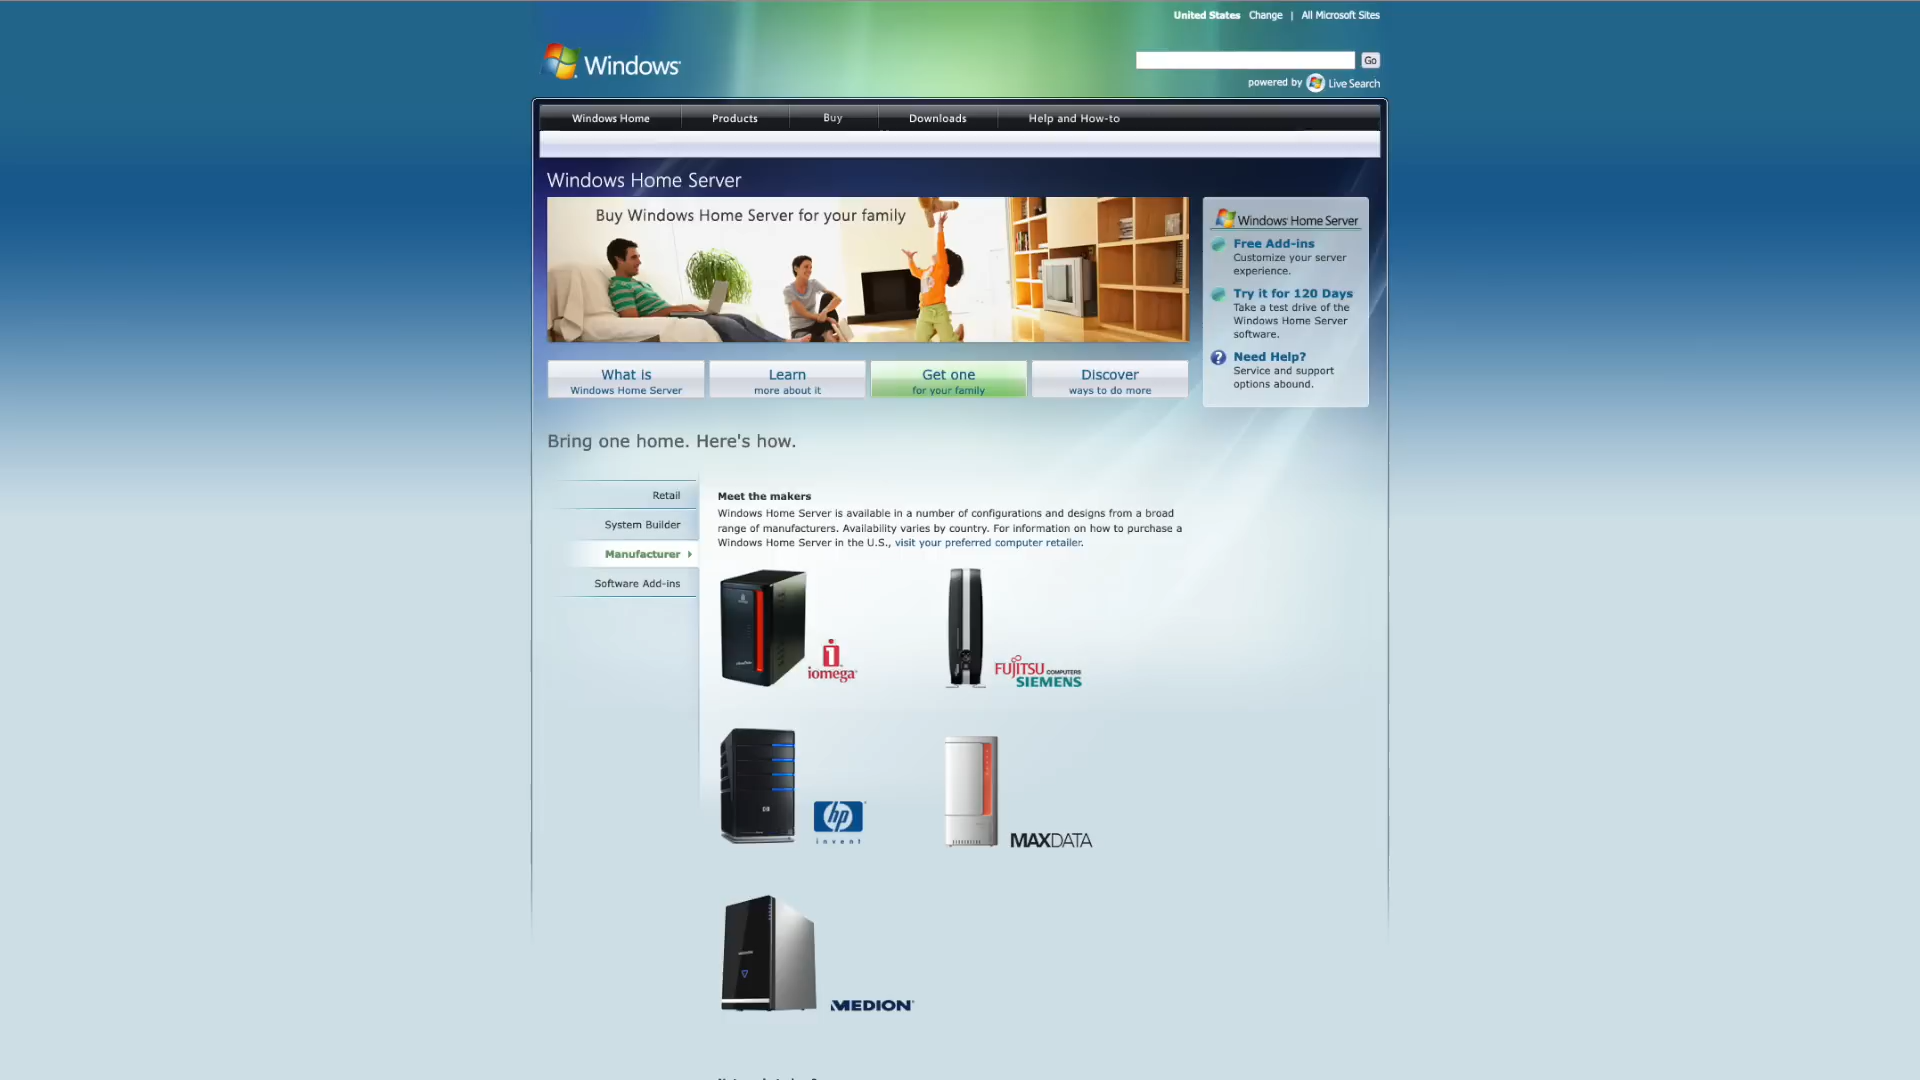 United States Change | All Microsoft Sites
Windows
Go
powered by Live Search
Windows Home Products Buy Downloads Help and How-to
Windows Home Server
Buy Windows Home Server for your family
Windows Home Server
Free Add-ins
Customize your server
experience.
Try it for 120 Days
Take a test drive of the
Windows Home Server
software.
Need Help?
Service and support
options abound.
What is
Windows Home Server
Learn
more about it
Get one
for your family
Discover
ways to do more
Bring one home. Here's how.
Retail
System Builder
Manufacturer
Software Add-ins
Meet the makers
Windows Home Server is available in a number of configurations and designs from a broad
range of manufacturers. Availability varies by country. For information on how to purchase a
Windows Home Server in the U.S., visit your preferred computer retailer.
iomega
FUJITSU COMPUTERS
SIEMENS
hp
invent
MAXDATA
MEDION